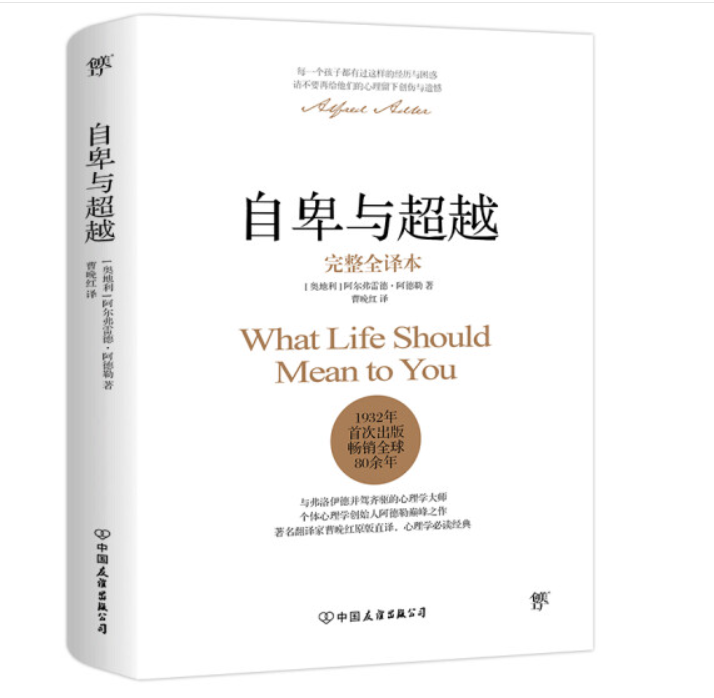 每一个孩子都有过这样的经历与困惑
请不要再给他们的心理留下创伤与遗憾
Alfred Adler
自卑与超越
完整全译本
[奥地利]阿尔弗雷德·阿德勒 著
曹晚红 译
What Life Should
Mean to You
1932年
首次出版
畅销全球
80余年
与弗洛伊德并驾齐驱的心理学大师
个体心理学创始人阿德勒巅峰之作
著名翻译家曹晚红原版直译,心理学必读经典
中国友谊出版公司
创美
自卑与超越
[奥地利]阿尔弗雷德·阿德勒 著
曹晚红 译
中国友谊出版公司
创美